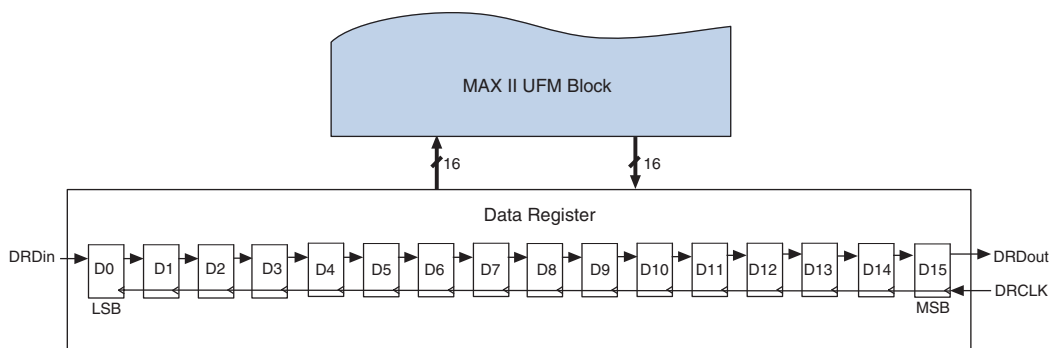 MAX II UFM Block
16 16
Data Register
DRDin D0 D1 D2 D3 D4 D5 D6 D7 D8 D9 D10 D11 D12 D13 D14 D15 DRDout
DRCLK
LSB MSB